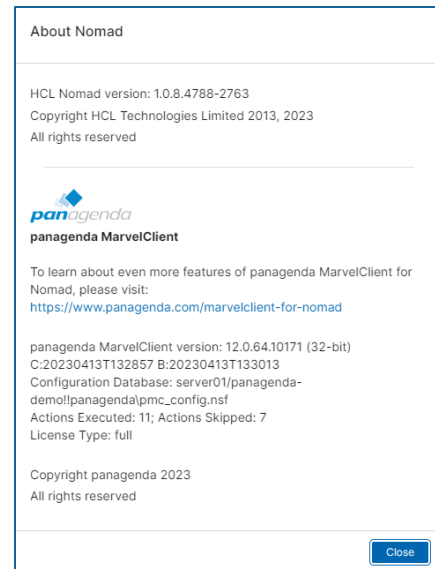 About Nomad
HCL Nomad version: 1.0.8.4788-2763
Copyright HCL Technologies Limited 2013, 2023
All rights reserved
panagenda
panagenda MarvelClient
To learn about even more features of panagenda MarvelClient for
Nomad, please visit:
https://www.panagenda.com/marvelclient-for-nomad
panagenda MarvelClient version: 12.0.64.10171 (32-bit)
C:20230413T132857 B:20230413T133013
Configuration Database: server01/panagenda-
demo!!panagenda\pmc_config.nsf
Actions Executed: 11; Actions Skipped: 7
License Type: full
Copyright panagenda 2023
All rights reserved
Close